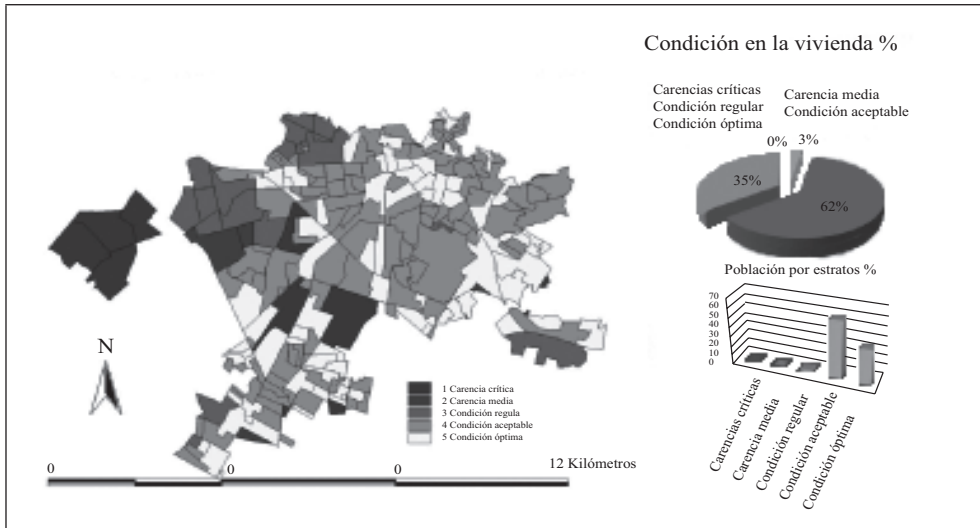 Condición en la vivienda %
Carencias críticas
Condición regular
Condición óptima
Carencia media
Condición aceptable
0%
3%
35%
62%
Población por estratos %
70
60
50
40
30
20
10
0
Carencias críticas
Carencia media
Condición regular
Condición aceptable
Condición óptima
N
1 Carencia crítica
2 Carencia media
3 Condición regula
4 Condición aceptable
5 Condición óptima
0
0
0
12 Kilómetros